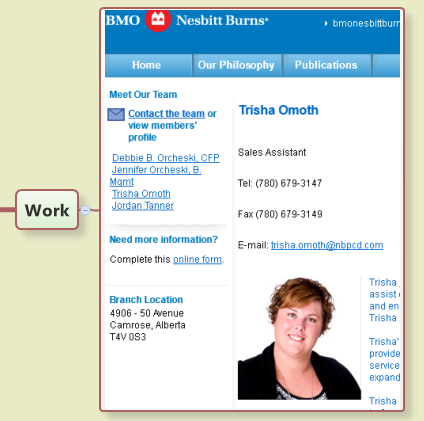 BMO Nesbitt Burns®
bmonesbittburn
Home Our Philosophy Publications
Meet Our Team
Contact the team or
view members'
profile
Debbie B. Orcheski, CFP
Jennifer Orcheski, B.
Mgmt
Trisha Omoth
Jordan Tanner
Need more information?
Complete this online form.
Branch Location
4906 - 50 Avenue
Camrose, Alberta
T4V 0S3
Trisha Omoth
Sales Assistant
Tel: (780) 679-3147
Fax (780) 679-3149
E-mail: trisha.omoth@nbpcd.com
Trisha
assist
and en
Trisha
Trisha'
provide
service
expand
Trisha
Work